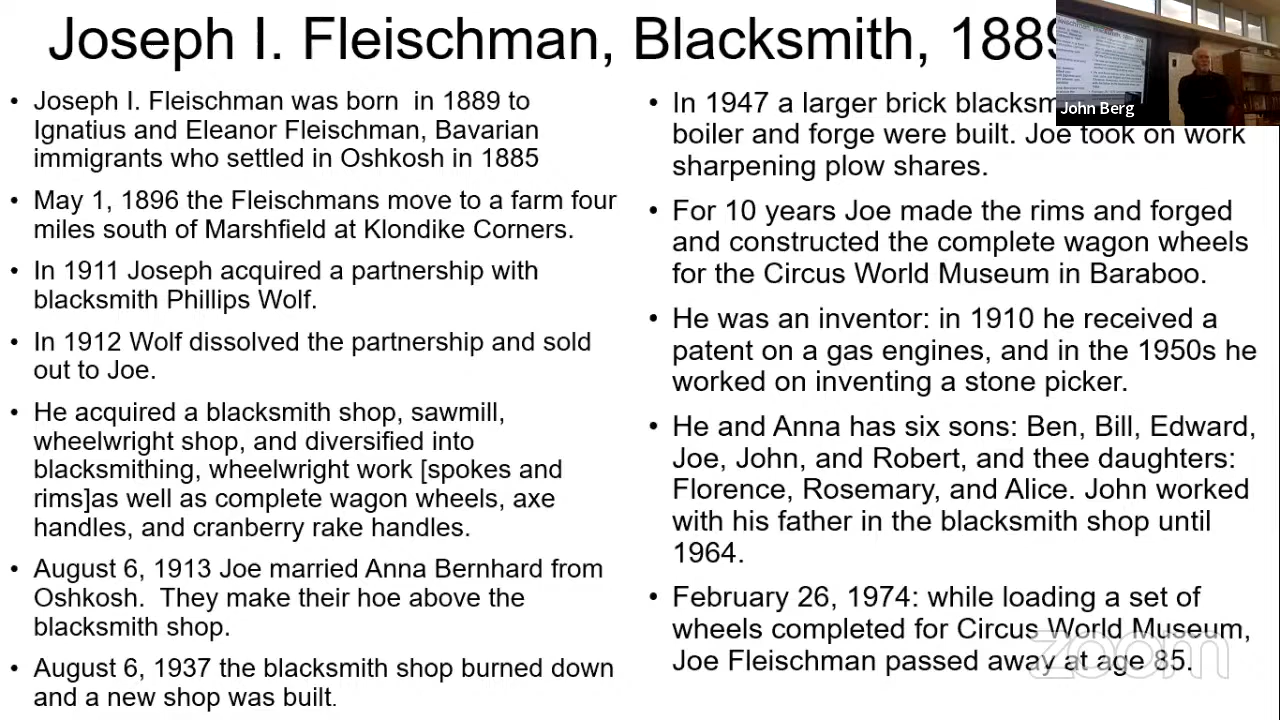 Joseph I. Fleischman, Blacksmith, 1889
• Joseph I. Fleischman was born in 1889 to
Ignatius and Eleanor Fleischman, Bavarian
immigrants who settled in Oshkosh in 1885
• May 1, 1896 the Fleischmans move to a farm four
miles south of Marshfield at Klondike Corners.
• In 1911 Joseph acquired a partnership with
blacksmith Phillips Wolf.
• In 1912 Wolf dissolved the partnership and sold
out to Joe.
• He acquired a blacksmith shop, sawmill,
wheelwright shop, and diversified into
blacksmithing, wheelwright work [spokes and
rims]as well as complete wagon wheels, axe
handles, and cranberry rake handles.
• August 6, 1913 Joe married Anna Bernhard from
Oshkosh. They make their hoe above the
blacksmith shop.
• August 6, 1937 the blacksmith shop burned down
and a new shop was built.
• In 1947 a larger brick
boiler and forge were built. Joe took on work
sharpening plow shares.
• For 10 years Joe made the rims and forged
and constructed the complete wagon wheels
for the Circus World Museum in Baraboo.
• He was an inventor: in 1910 he received a
patent on a gas engines, and in the 1950s he
worked on inventing a stone picker.
• He and Anna has six sons: Ben, Bill, Edward,
Joe, John, and Robert, and thee daughters:
Florence, Rosemary, and Alice. John worked
with his father in the blacksmith shop until
1964.
• February 26, 1974: while loading a set of
wheels completed for Circus World Museum,
Joe Fleischman passed away at age 85.
John Berg
zoom